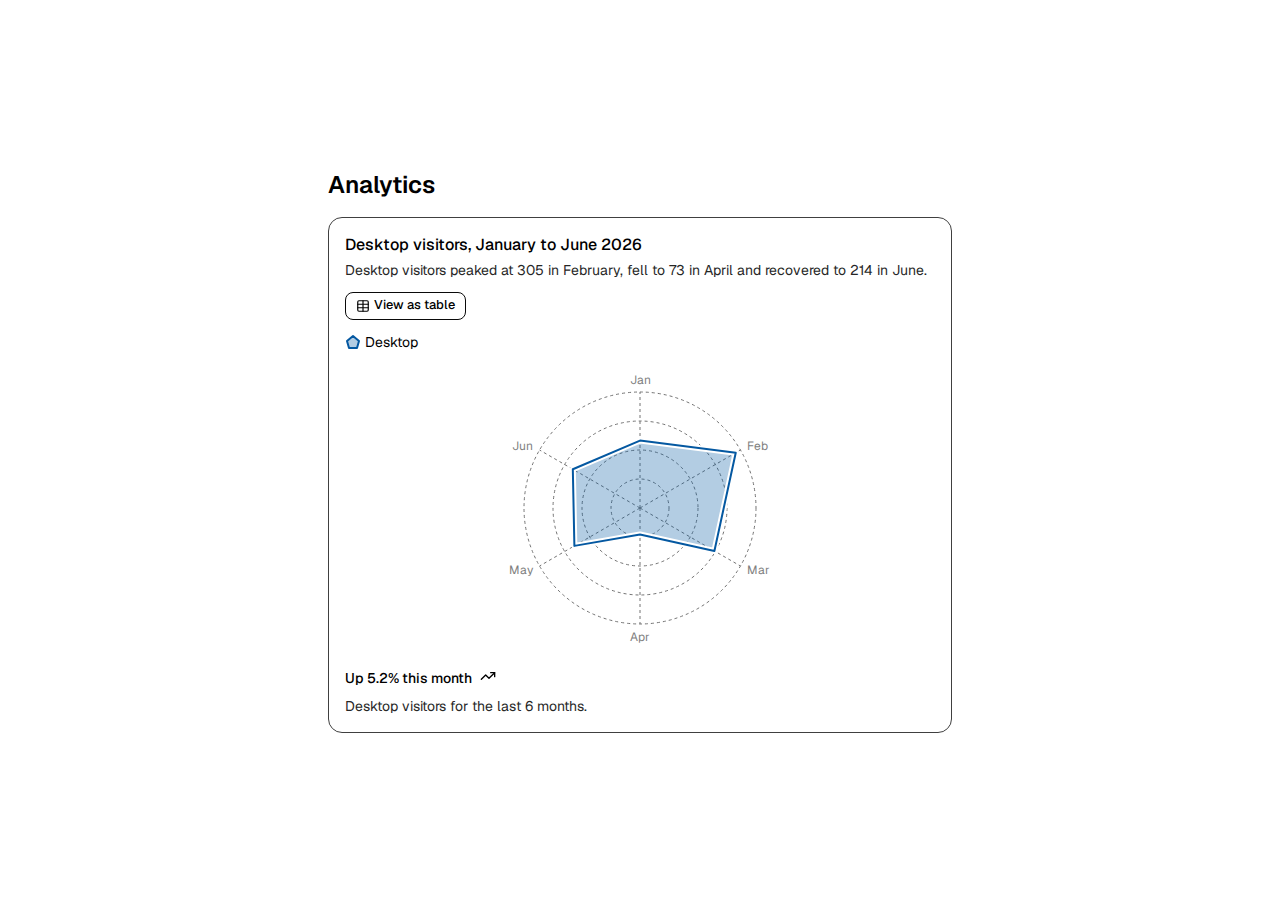 Analytics
Desktop visitors, January to June 2026
Desktop visitors peaked at 305 in February, fell to 73 in April and recovered to 214 in June.
View as table
Desktop
Jan
Jun
Feb
May
Mar
Apr
Up 5.2% this month
Desktop visitors for the last 6 months.